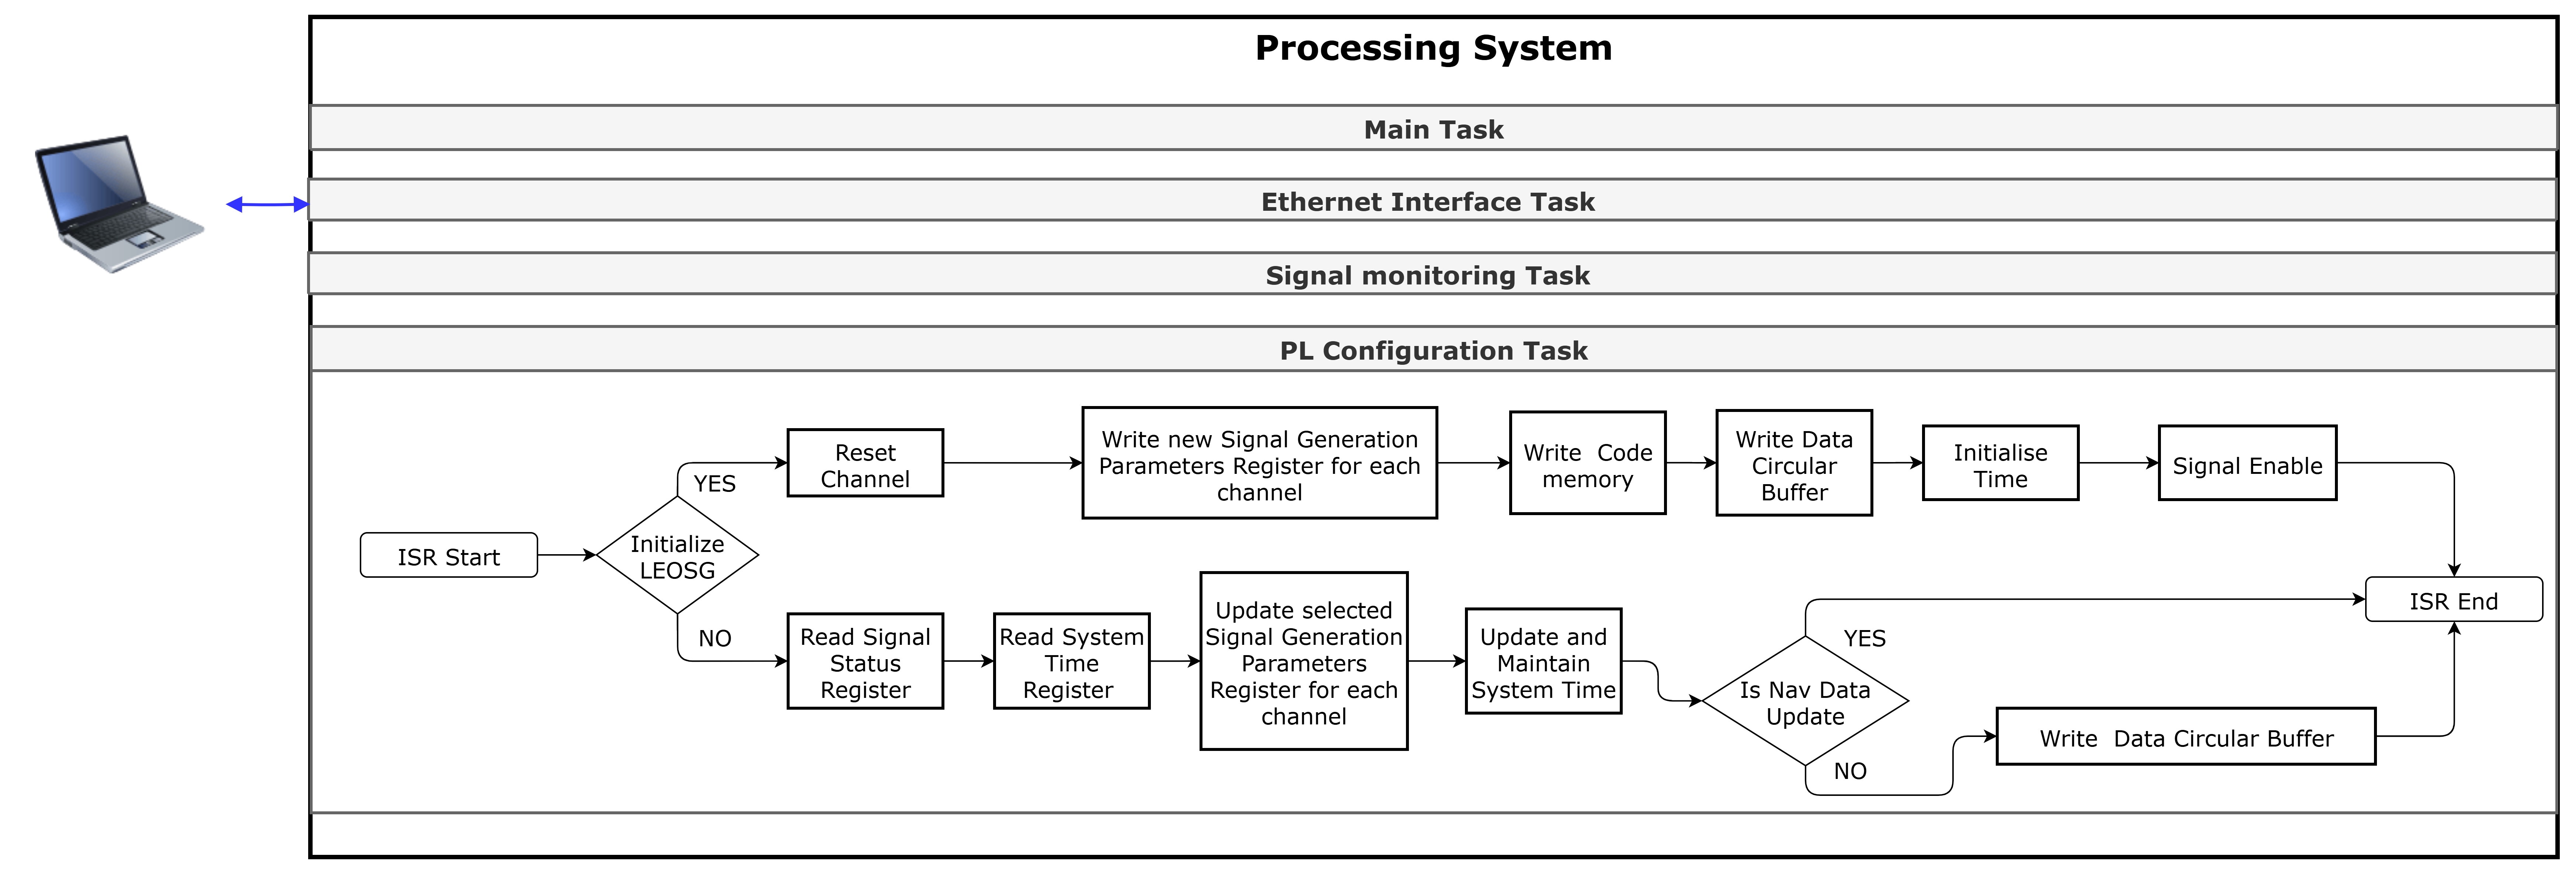 Processing System
Main Task
Ethernet Interface Task
Signal monitoring Task
PL Configuration Task
ISR Start
Initialize
LEOSG
YES
Reset
Channel
Write new Signal Generation
Parameters Register for each
channel
Write Code
memory
Write Data
Circular
Buffer
Initialise
Time
Signal Enable
NO
Read Signal
Status
Register
Read System
Time
Register
Update selected
Signal Generation
Parameters
Register for each
channel
Update and
Maintain
System Time
Is Nav Data
Update
YES
NO
Write Data Circular Buffer
ISR End